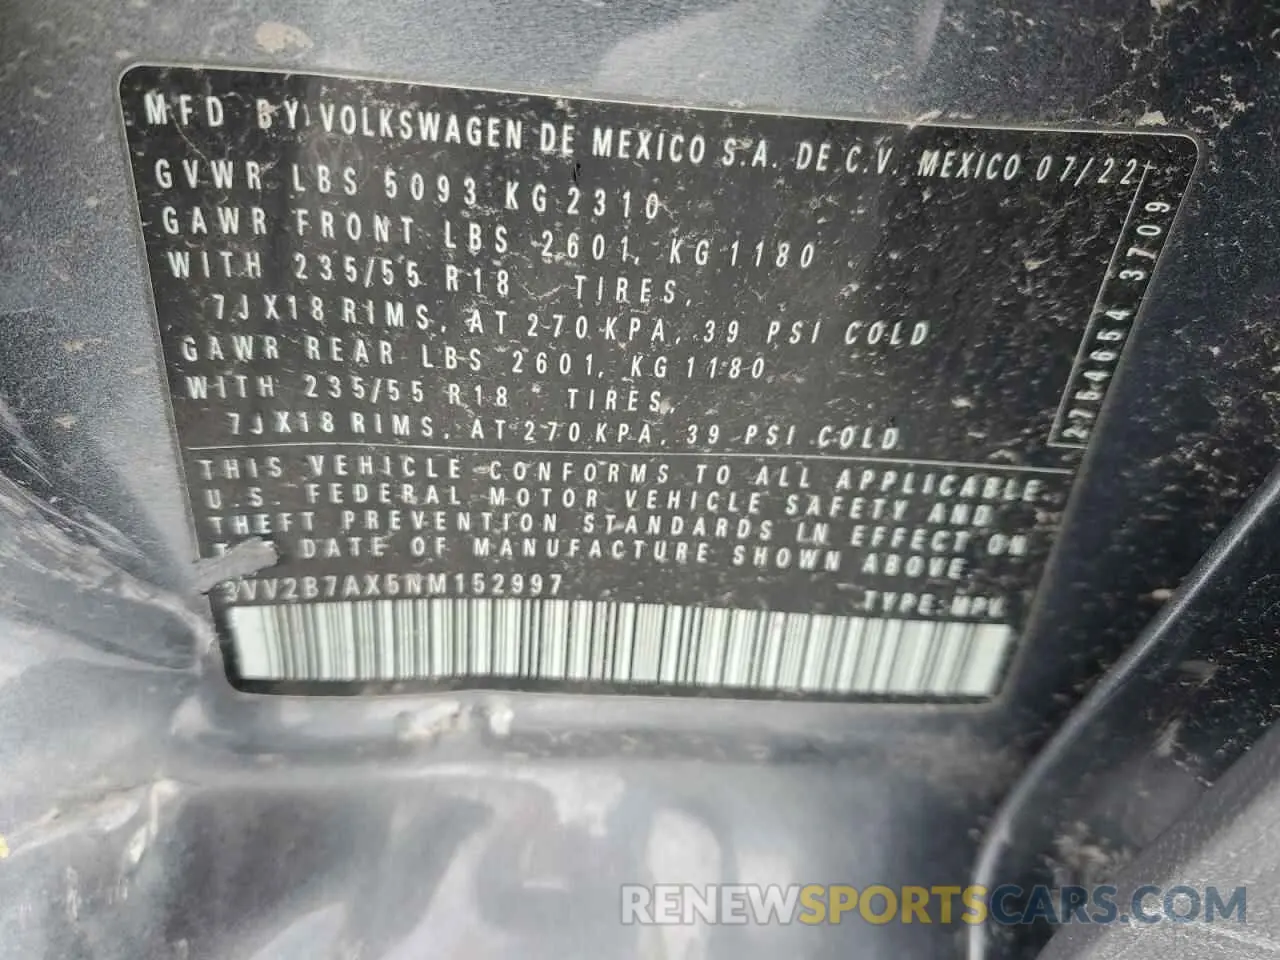 MFD BY VOLKSWAGEN DE MEXICO S.A. DE C.V. MEXICO 07/22
GVWR LBS 5093 KG 2310
GAWR FRONT LBS 2601, KG 1180
WITH 235/55 R18 TIRES,
7JX18 RIMS, AT 270 KPA, 39 PSI COLD
GAWR REAR LBS 2601, KG 1180
WITH 235/55 R18 TIRES,
7JX18 RIMS, AT 270 KPA, 39 PSI COLD
2754654 3709
THIS VEHICLE CONFORMS TO ALL APPLICABLE
U.S. FEDERAL MOTOR VEHICLE SAFETY AND
THEFT PREVENTION STANDARDS IN EFFECT ON
DATE OF MANUFACTURE SHOWN ABOVE
3VV2B7AX5NM152997
TYPE: MPV
RENEWSPORTSCARS.COM